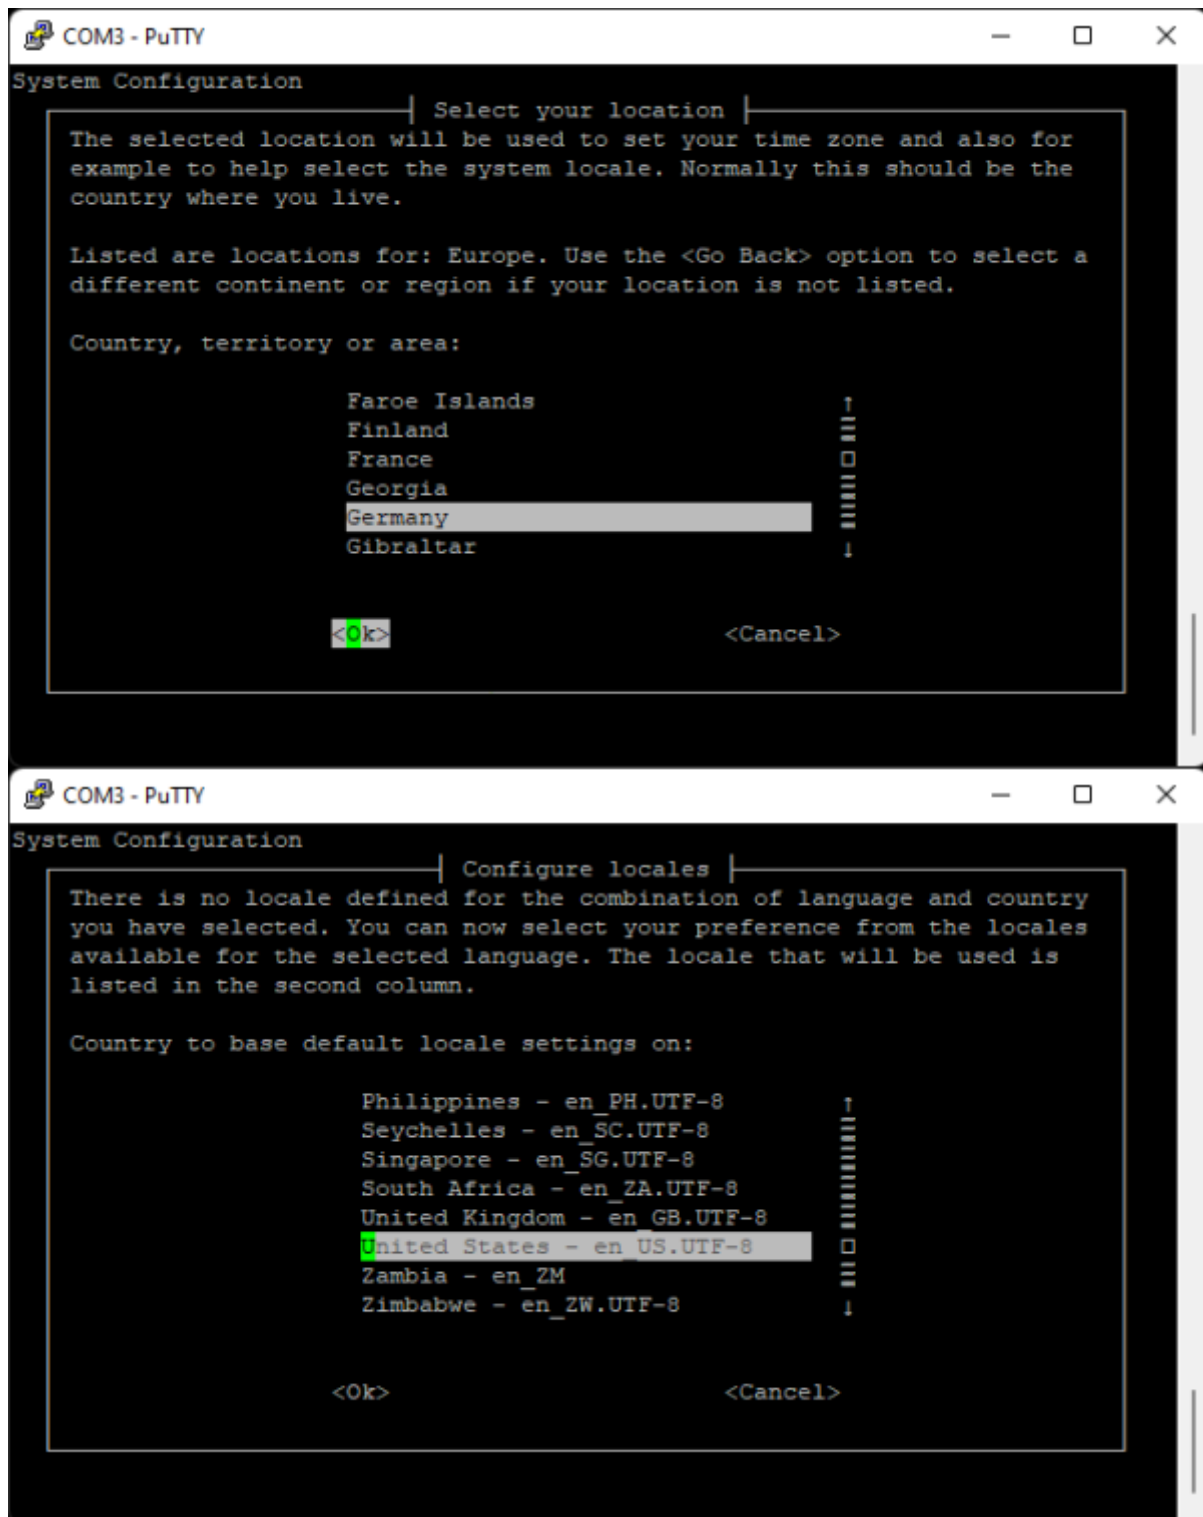 COM3 - PuTTY
System Configuration
Select your location
The selected location will be used to set your time zone and also for
example to help select the system locale. Normally this should be the
country where you live.
Listed are locations for: Europe. Use the <Go Back> option to select a
different continent or region if your location is not listed.
Country, territory or area:
Faroe Islands
Finland
France
Georgia
Germany
Gibraltar
<Ok> <Cancel>
COM3 - PuTTY
System Configuration
Configure locales
There is no locale defined for the combination of language and country
you have selected. You can now select your preference from the locales
available for the selected language. The locale that will be used is
listed in the second column.
Country to base default locale settings on:
Philippines - en_PH.UTF-8
Seychelles - en_SC.UTF-8
Singapore - en_SG.UTF-8
South Africa - en_ZA.UTF-8
United Kingdom - en_GB.UTF-8
United States - en_US.UTF-8
Zambia - en_ZM
Zimbabwe - en_ZW.UTF-8
<Ok> <Cancel>